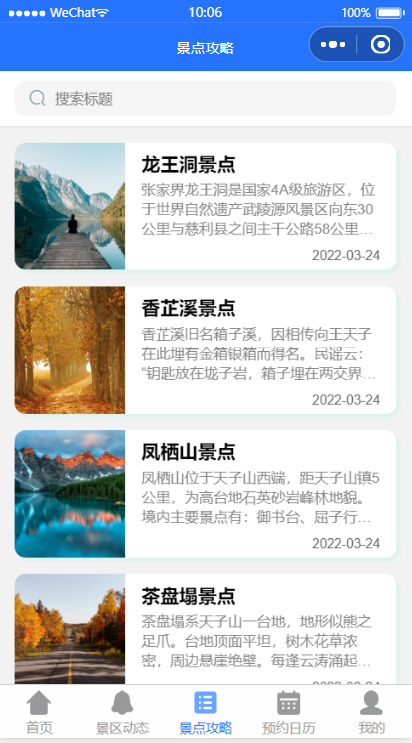 WeChat
10:06
100%
景点攻略
搜索标题
龙王洞景点
张家界龙王洞是国家4A级旅游区，位
于世界自然遗产武陵源风景区向东30
公里与慈利县之间主干公路58公里...
2022-03-24
香芷溪景点
香芷溪旧名箱子溪，因相传向王天子
在此埋有金箱银箱而得名。民谣云：
“钥匙放在垅子岩，箱子埋在两交界...
2022-03-24
凤栖山景点
凤栖山位于天子山西端，距天子山镇5
公里，为高台地石英砂岩峰林地貌。
境内主要景点有：御书台、屈子行...
2022-03-24
茶盘塌景点
茶盘塌系天子山一台地，地形似熊之
足爪。台地顶面平坦，树木花草浓
密，周边悬崖绝壁。每逢云涛涌起...
2022-03-24
首页
景区动态
景点攻略
预约日历
我的